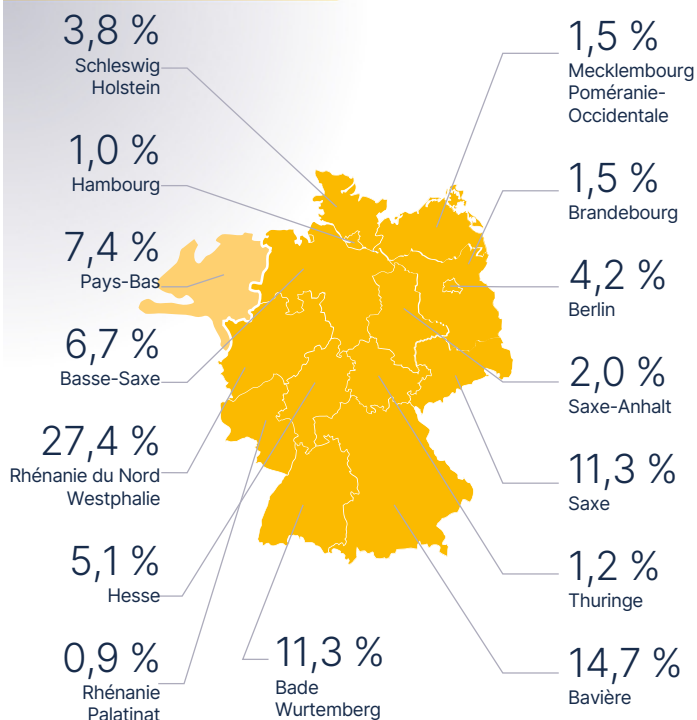 3,8 %
Schleswig
Holstein
1,0 %
Hambourg
7,4 %
Pays-Bas
6,7 %
Basse-Saxe
27,4 %
Rhénanie du Nord
Westphalie
5,1 %
Hesse
0,9 %
Rhénanie
Palatinat
11,3 %
Bade
Wurtemberg
1,5 %
Mecklembourg
Poméranie-
Occidentale
1,5 %
Brandebourg
4,2 %
Berlin
2,0 %
Saxe-Anhalt
11,3 %
Saxe
1,2 %
Thuringe
14,7 %
Bavière